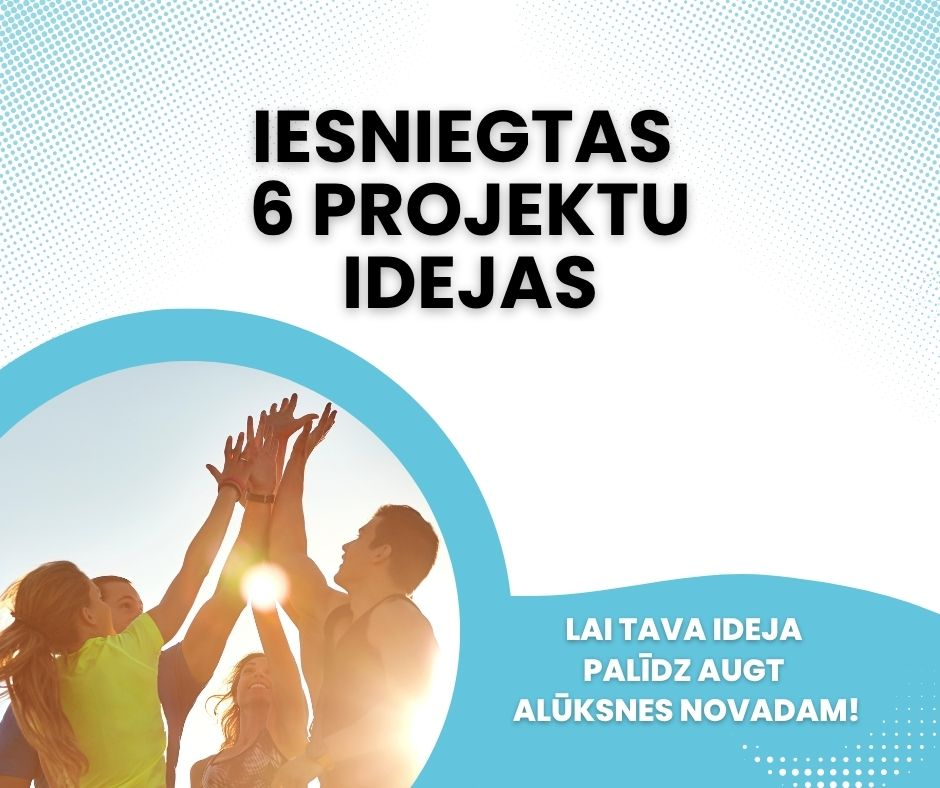 IESNIEGTAS
6 PROJEKTU
IDEJAS
LAI TAVA IDEJA
PALĪDZ AUGT
ALŪKSNES NOVADAM!